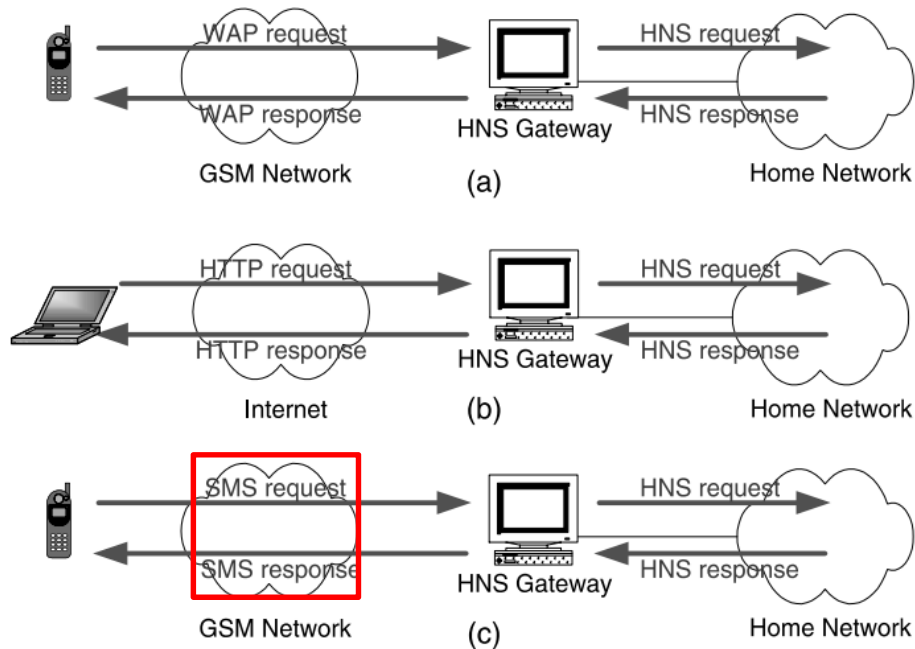 WAP request
HNS request
WAP response
HNS response
HNS Gateway
GSM Network
Home Network
(a)
HTTP request
HNS request
HTTP response
HNS response
HNS Gateway
Internet
Home Network
(b)
SMS request
HNS request
SMS response
HNS response
HNS Gateway
GSM Network
Home Network
(c)